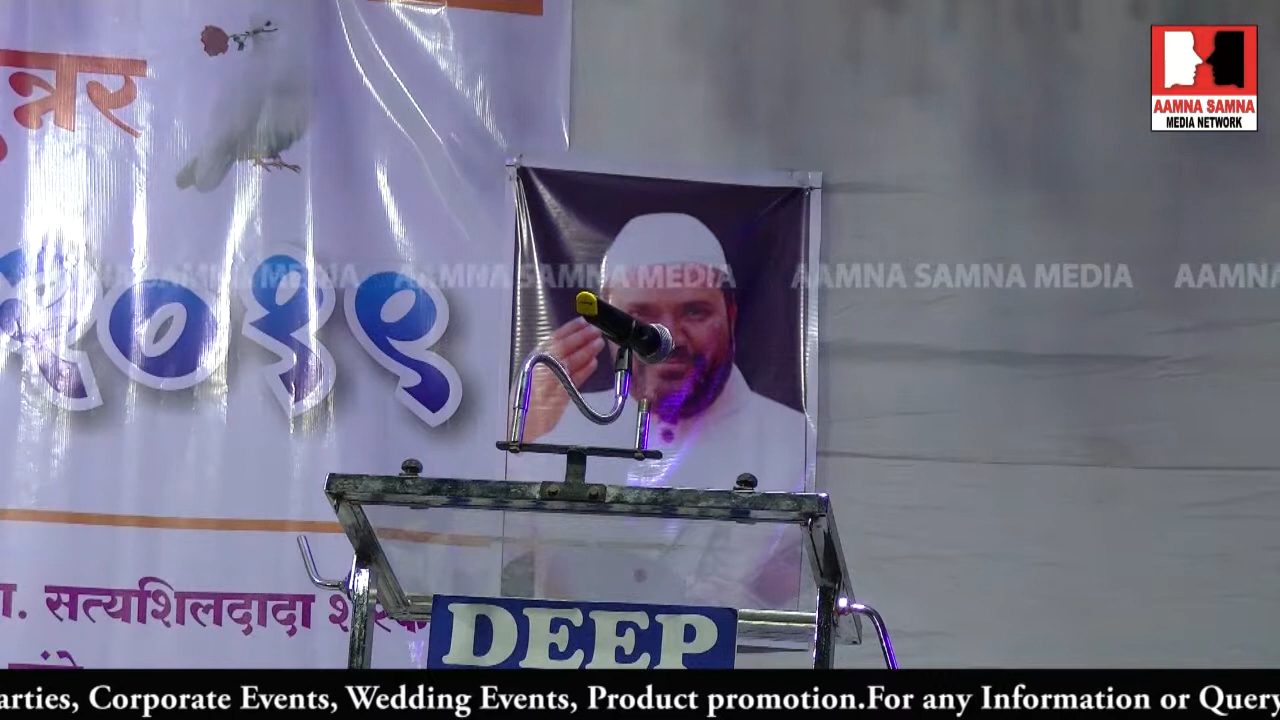 AAMNA SAMNA
MEDIA NETWORK
AAMNA SAMNA MEDIA AAMNA SAMNA MEDIA
२०१९
सत्यशिलदादा
DEEP
Corporate Events, Wedding Events, Product promotion.For any Information or Query